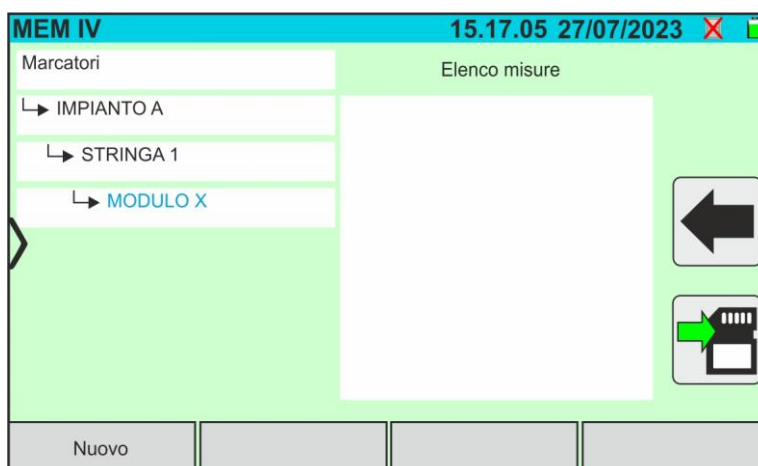 MEM IV 15.17.05 27/07/2023
Marcatori
Elenco misure
IMPIANTO A
STRINGA 1
MODULO X
Nuovo